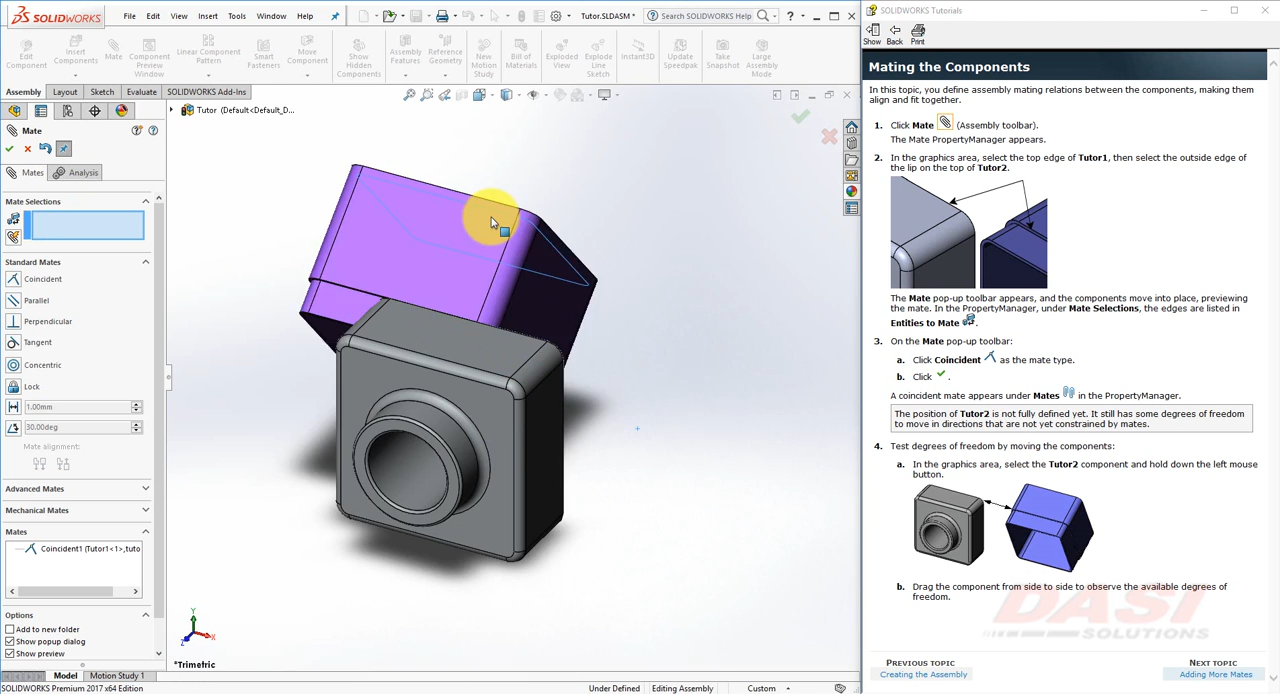 SOLIDWORKS
File Edit View Insert Tools Window Help
Tutor.SLDASM *
Search SOLIDWORKS Help
Edit Component
Insert Components
Mate
Component Preview Window
Linear Component Pattern
Smart Fasteners
Move Component
Show Hidden Components
Assembly Features
Reference Geometry
New Motion Study
Bill of Materials
Exploded View
Explode Line Sketch
Instant3D
Update Speedpak
Take Snapshot
Large Assembly Mode
Assembly Layout Sketch Evaluate SOLIDWORKS Add-Ins
Tutor (Default<Default_D...
Mate
Mates Analysis
Mate Selections
Standard Mates
Coincident
Parallel
Perpendicular
Tangent
Concentric
Lock
1.00mm
30.00deg
Mate alignment:
Advanced Mates
Mechanical Mates
Mates
Coincident1 (Tutor1<1>,tuto
Options
Add to new folder
Show popup dialog
Show preview
Y
X
Z
*Trimetric
Model Motion Study 1
SOLIDWORKS Premium 2017 x64 Edition
Under Defined Editing Assembly Custom
SOLIDWORKS Tutorials
Show Back Print
Mating the Components
In this topic, you define assembly mating relations between the components, making them
align and fit together.
1. Click Mate (Assembly toolbar).
The Mate PropertyManager appears.
2. In the graphics area, select the top edge of Tutor1, then select the outside edge of
the lip on the top of Tutor2.
The Mate pop-up toolbar appears, and the components move into place, previewing
the mate. In the PropertyManager, under Mate Selections, the edges are listed in
Entities to Mate .
3. On the Mate pop-up toolbar:
a. Click Coincident as the mate type.
b. Click .
A coincident mate appears under Mates in the PropertyManager.
The position of Tutor2 is not fully defined yet. It still has some degrees of freedom
to move in directions that are not yet constrained by mates.
4. Test degrees of freedom by moving the components:
a. In the graphics area, select the Tutor2 component and hold down the left mouse
button.
b. Drag the component from side to side to observe the available degrees of
freedom.
DASI
SOLUTIONS
PREVIOUS TOPIC
Creating the Assembly
NEXT TOPIC
Adding More Mates